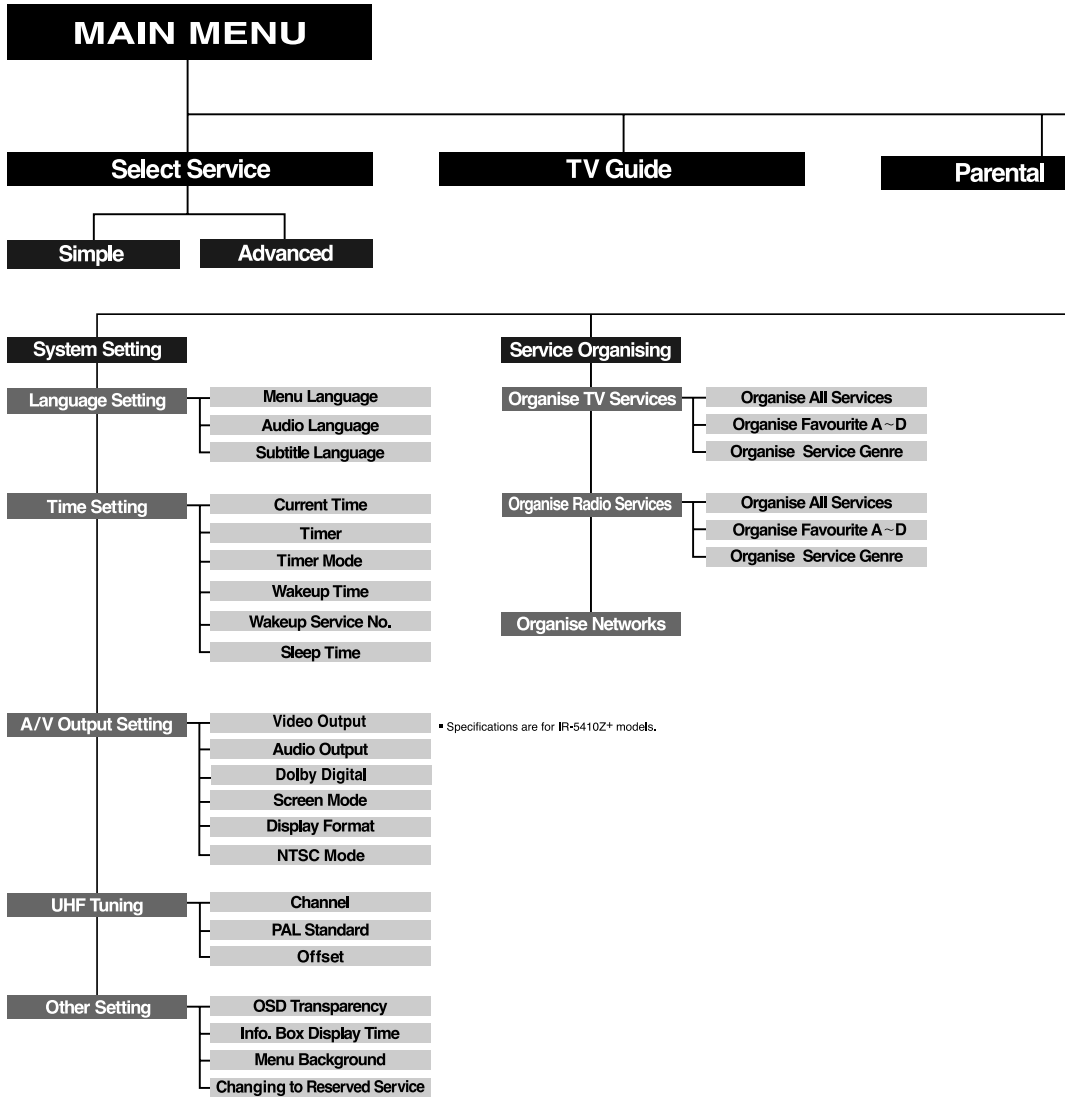 MAIN MENU
Select Service
TV Guide
Parental
Simple
Advanced
System Setting
Language Setting
Menu Language
Audio Language
Subtitle Language
Time Setting
Current Time
Timer
Timer Mode
Wakeup Time
Wakeup Service No.
Sleep Time
A/V Output Setting
Video Output
Audio Output
Dolby Digital
Screen Mode
Display Format
NTSC Mode
UHF Tuning
Channel
PAL Standard
Offset
Other Setting
OSD Transparency
Info. Box Display Time
Menu Background
Changing to Reserved Service
Service Organising
Organise TV Services
Organise All Services
Organise Favourite A~D
Organise Service Genre
Organise Radio Services
Organise All Services
Organise Favourite A~D
Organise Service Genre
Organise Networks
▪ Specifications are for IR-5410Z+ models.